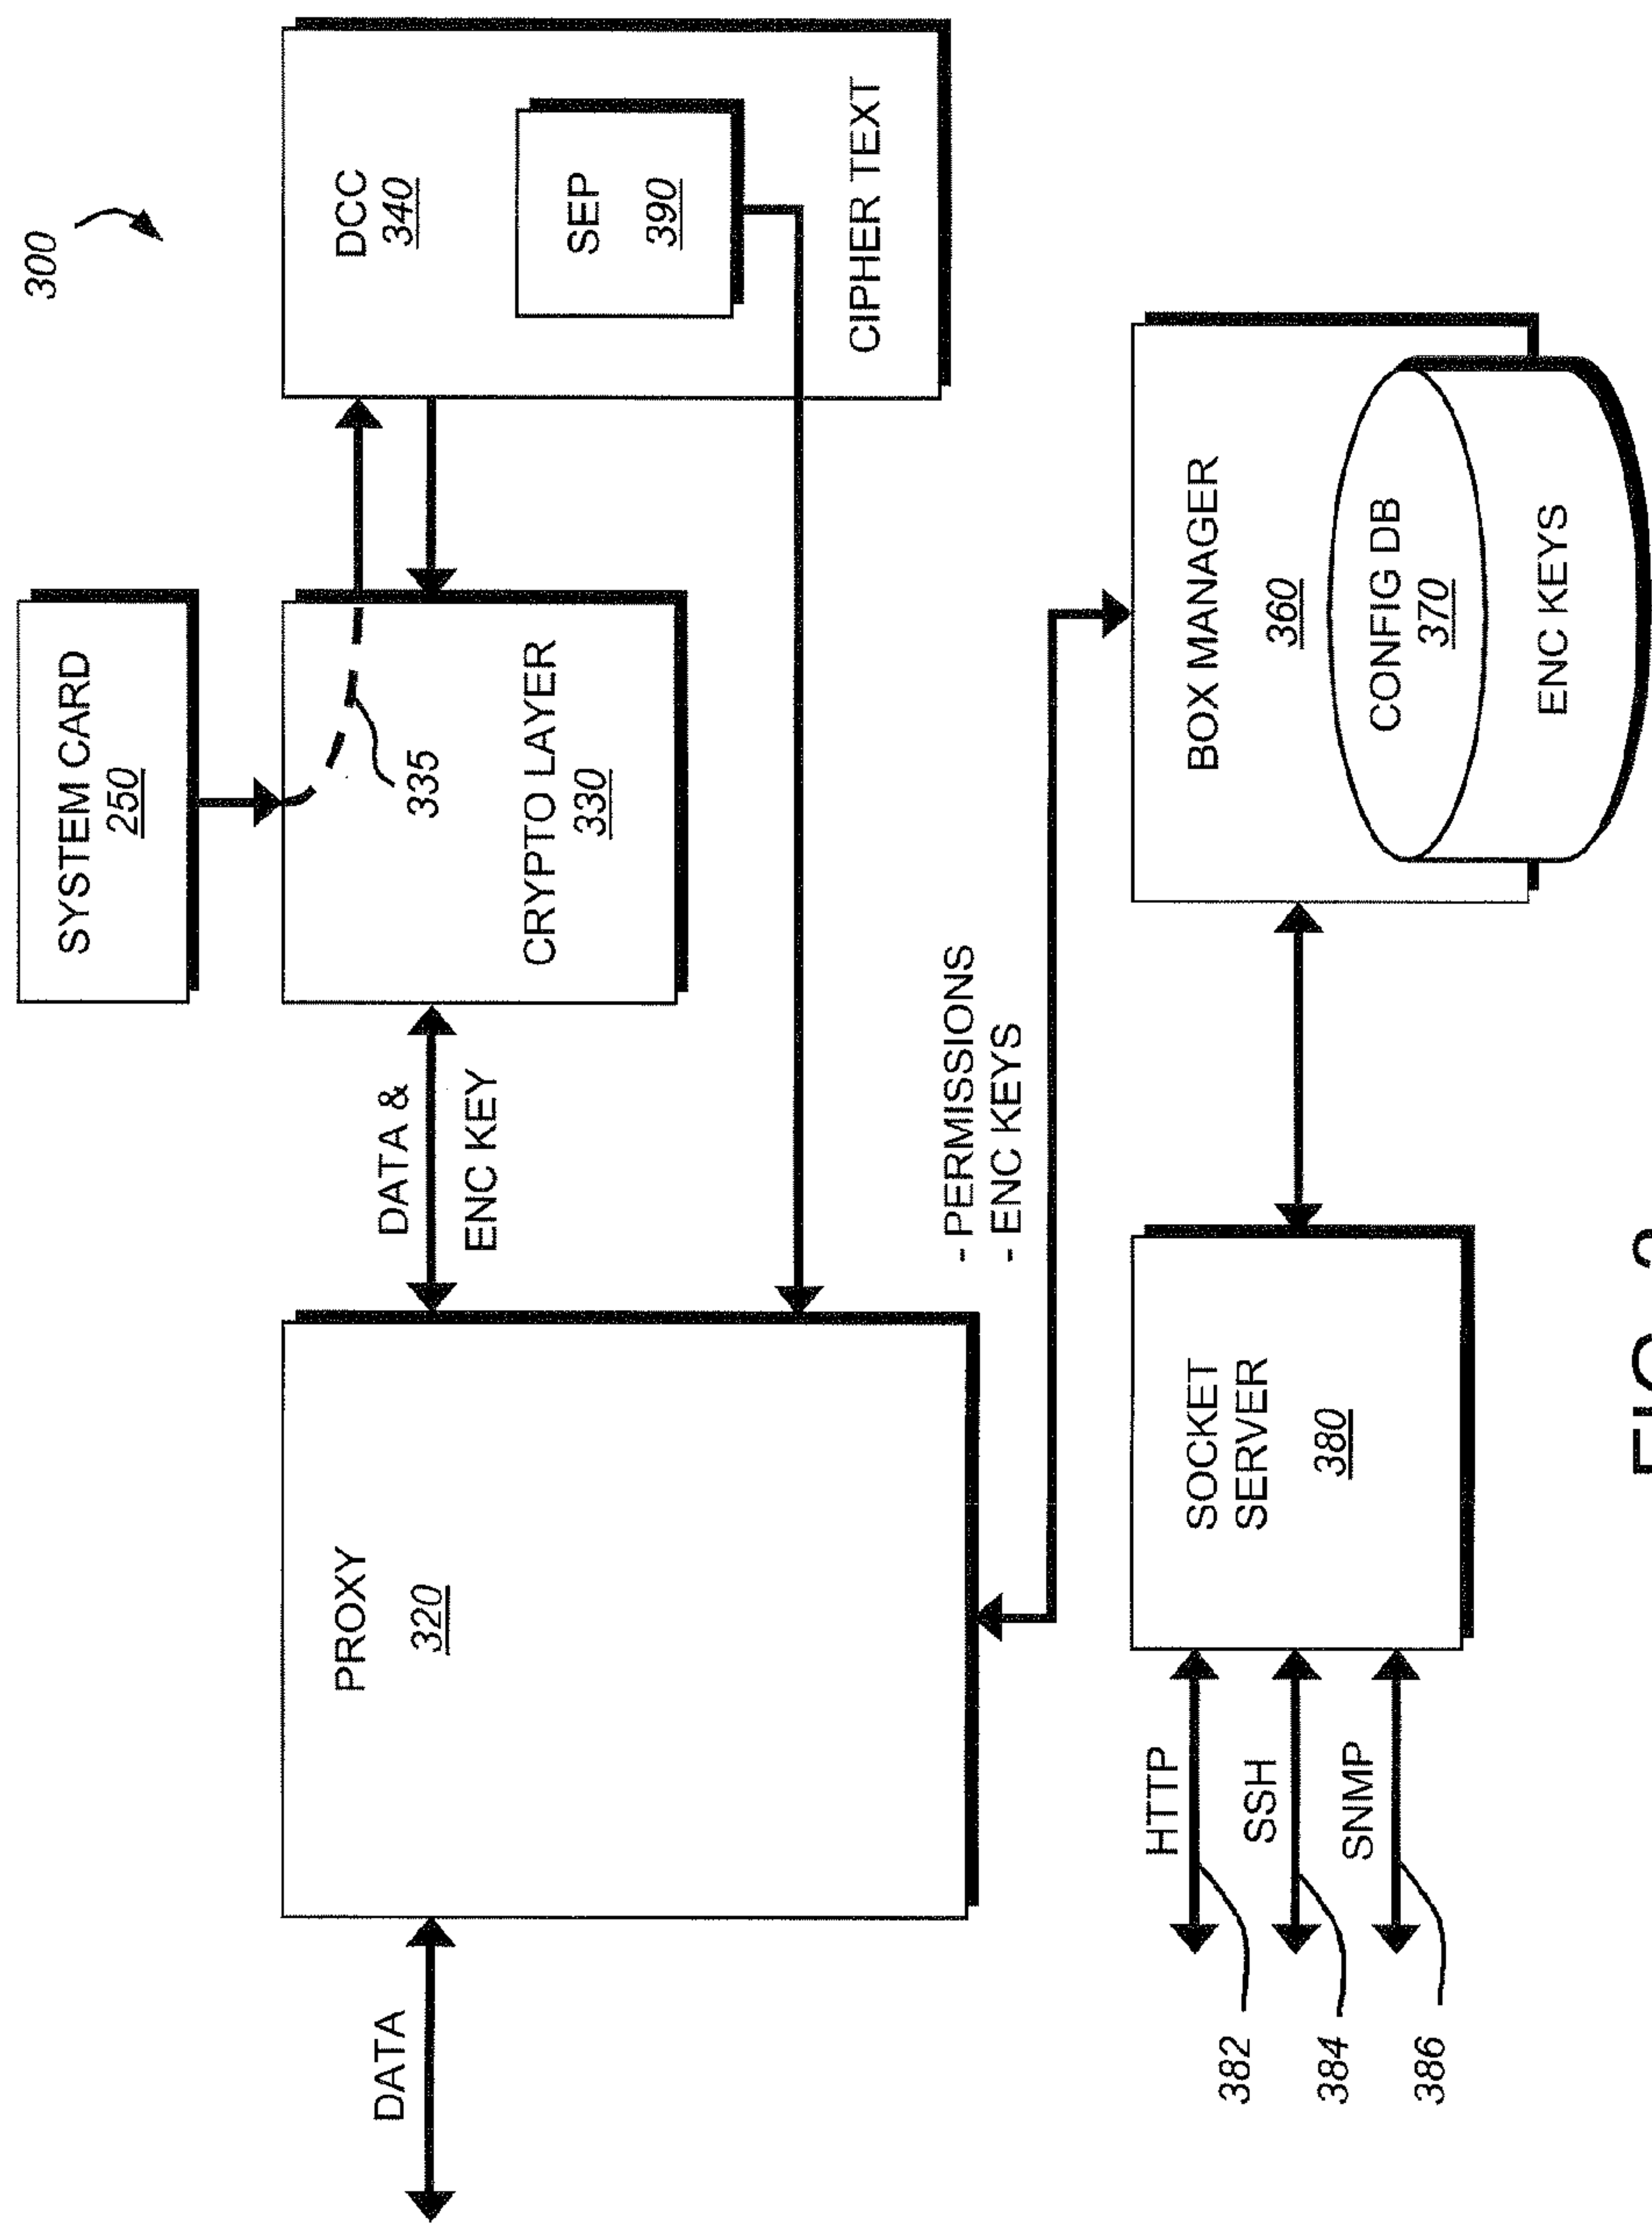 300
SYSTEM CARD
250
DCC
340
SEP
390
CIPHER TEXT
335
CRYPTO LAYER
330
DATA &
ENC KEY
PROXY
320
DATA
- PERMISSIONS
- ENC KEYS
BOX MANAGER
360
CONFIG DB
370
ENC KEYS
SOCKET
SERVER
380
HTTP
SSH
SNMP
382
384
386
FIG.